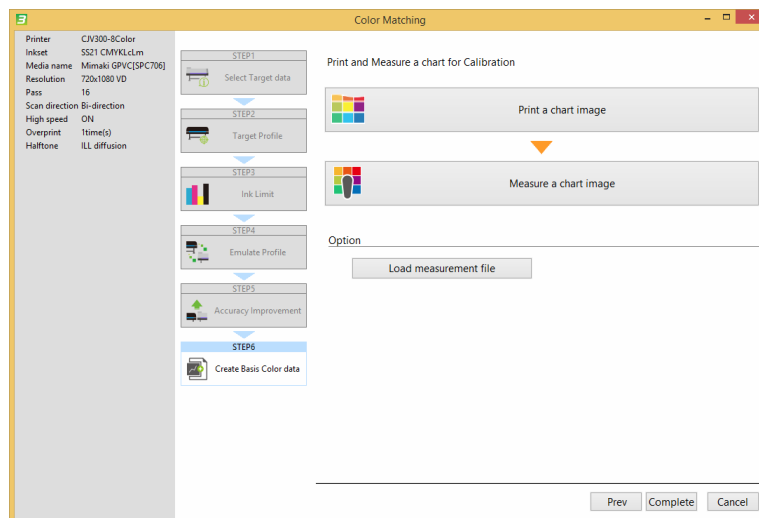 Color Matching
Printer CJV300-8Color
Inkset SS21 CMYKLcLm
Media name Mimaki GPVC[SPC706]
Resolution 720x1080 VD
Pass 16
Scan direction Bi-direction
High speed ON
Overprint 1time(s)
Halftone ILL diffusion
STEP1
Select Target data
STEP2
Target Profile
STEP3
Ink Limit
STEP4
Emulate Profile
STEP5
Accuracy Improvement
STEP6
Create Basis Color data
Print and Measure a chart for Calibration
Print a chart image
Measure a chart image
Option
Load measurement file
Prev Complete Cancel